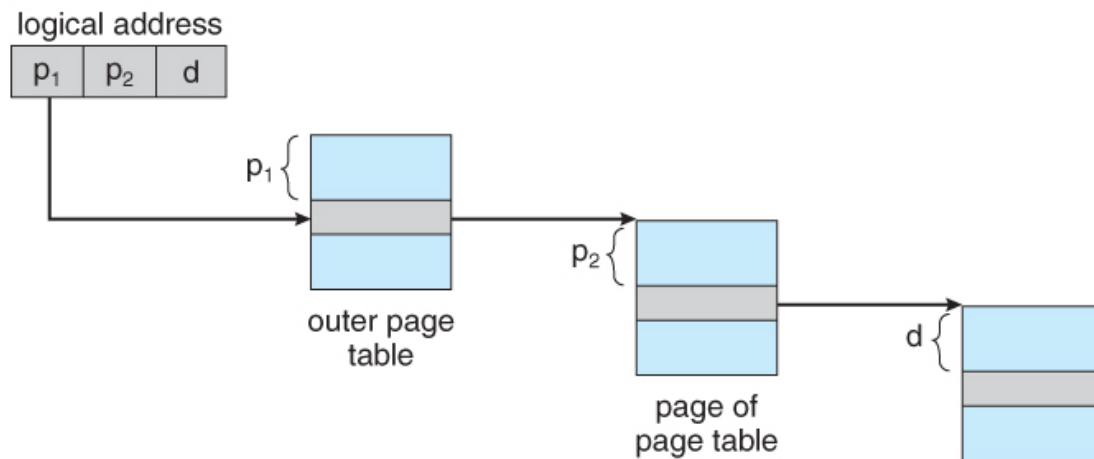 logical address
p₁ p₂ d
p₁
outer page
table
p₂
page of
page table
d